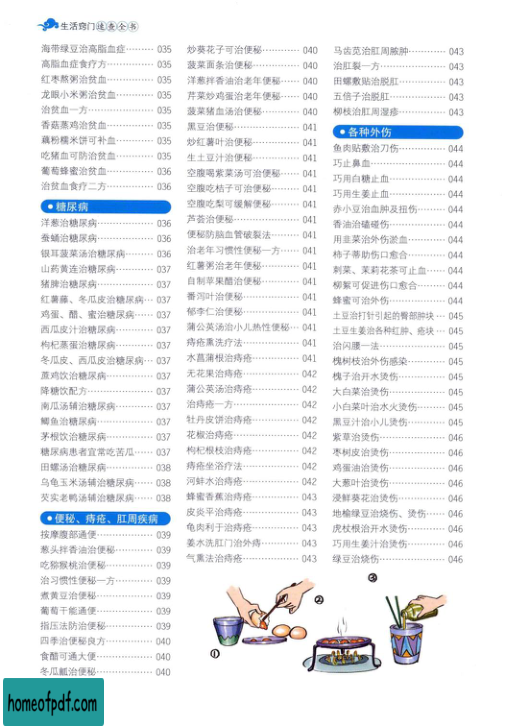 生活窍门速查全书
海带绿豆治高脂血症………… 035
高脂血症食疗方……………… 035
红枣熬粥治贫血……………… 035
龙眼小米粥治贫血…………… 035
治贫血一方…………………… 036
香菇蒸鸡治贫血……………… 036
藕粉糯米饼可补血…………… 036
吃猪血可防治贫血…………… 036
葡萄蜂蜜治贫血……………… 036
治贫血食疗二方……………… 036
糖尿病
洋葱治糖尿病………………… 036
蚕蛹治糖尿病………………… 036
银耳菠菜汤治糖尿病………… 036
山药黄连治糖尿病…………… 037
猪脾治糖尿病………………… 037
红薯藤、冬瓜皮治糖尿病… 037
鸡蛋、醋、蜜治糖尿病……… 037
西瓜皮汁治糖尿病…………… 037
枸杞蒸蛋治糖尿病…………… 037
冬瓜皮、西瓜皮治糖尿病… 037
蔗鸡饮治糖尿病……………… 037
降糖饮配方…………………… 037
南瓜汤辅治糖尿病…………… 037
鲫鱼治糖尿病………………… 037
茅根饮治糖尿病……………… 037
糖尿病患者宜常吃苦瓜…… 037
田螺汤治糖尿病……………… 038
乌龟玉米汤辅治糖尿病…… 038
芡实老鸭汤辅治糖尿病…… 038
便秘、痔疮、肛周疾病
按摩腹部通便………………… 039
葱头拌香油治便秘…………… 039
吃猕猴桃治便秘……………… 039
治习惯性便秘一方…………… 039
煮黄豆治便秘………………… 039
葡萄干能通便………………… 039
指压法防治便秘……………… 039
四季治便秘良方……………… 040
食醋可通大便………………… 040
冬瓜瓤治便秘………………… 040
炒葵花子可治便秘…………… 040
菠菜面条治便秘……………… 040
洋葱拌香油治老年便秘…… 040
芹菜炒鸡蛋治老年便秘…… 040
菠菜猪血汤治便秘…………… 040
黑豆治便秘…………………… 041
炒红薯叶治便秘……………… 041
生土豆汁治便秘……………… 041
空腹喝紫菜汤可治便秘…… 041
空腹吃桔子可治便秘………… 041
空腹吃梨可缓解便秘………… 041
芦荟治便秘…………………… 041
便秘防脑血管破裂法………… 041
治老年习惯性便秘一方…… 041
红薯粥治老年便秘…………… 041
自制苹果醋治便秘…………… 041
番泻叶治便秘………………… 041
郁李仁治便秘………………… 041
蒲公英汤治小儿热性便秘… 041
痔疮熏洗疗法………………… 041
水菖蒲根治痔疮……………… 041
无花果治痔疮………………… 042
蒲公英汤治痔疮……………… 042
治痔疮一方…………………… 042
牡丹皮饼治痔疮……………… 042
花椒治痔疮…………………… 042
枸杞根枝治痔疮……………… 042
痔疮坐浴疗法………………… 042
河蚌水治痔疮………………… 042
蜂蜜香蕉治痔疮……………… 043
皮炎平治痔疮………………… 043
龟肉利于治痔疮……………… 043
姜水洗肛门治外痔…………… 043
气熏法治痔疮………………… 043
马齿苋治肛周脓肿…………… 043
治肛裂一方…………………… 043
田螺敷贴治脱肛……………… 043
五倍子治脱肛………………… 043
柳枝治肛周湿疹……………… 043
各种外伤
鱼肉贴敷治刀伤……………… 044
巧止鼻血……………………… 044
巧用白糖止血………………… 044
巧用生姜止血………………… 044
赤小豆治血肿及扭伤………… 044
香油治磕碰伤………………… 044
用韭菜治外伤淤血…………… 044
柿子蒂助伤口愈合…………… 044
刺菜、茉莉花茶可止血…… 044
柳絮可促进伤口愈合………… 044
蜂蜜可治外伤………………… 044
土豆治打针引起的臀部肿块… 045
土豆生姜治各种红肿、疮块… 045
治闪腰一法…………………… 045
槐树枝治外伤感染…………… 045
槐子治开水烫伤……………… 045
大白菜治烫伤………………… 045
小白菜叶治水火烫伤………… 045
黑豆汁治小儿烫伤…………… 045
紫草治烫伤…………………… 046
枣树皮治烫伤………………… 046
鸡蛋油治烫伤………………… 046
大葱叶治烫伤………………… 046
浸鲜葵花治烫伤……………… 046
地榆绿豆治烧伤、烫伤…… 046
虎杖根治开水烫伤…………… 046
巧用生姜汁治烫伤…………… 046
绿豆治烧伤…………………… 046
①
②
③
homeofpdf.com